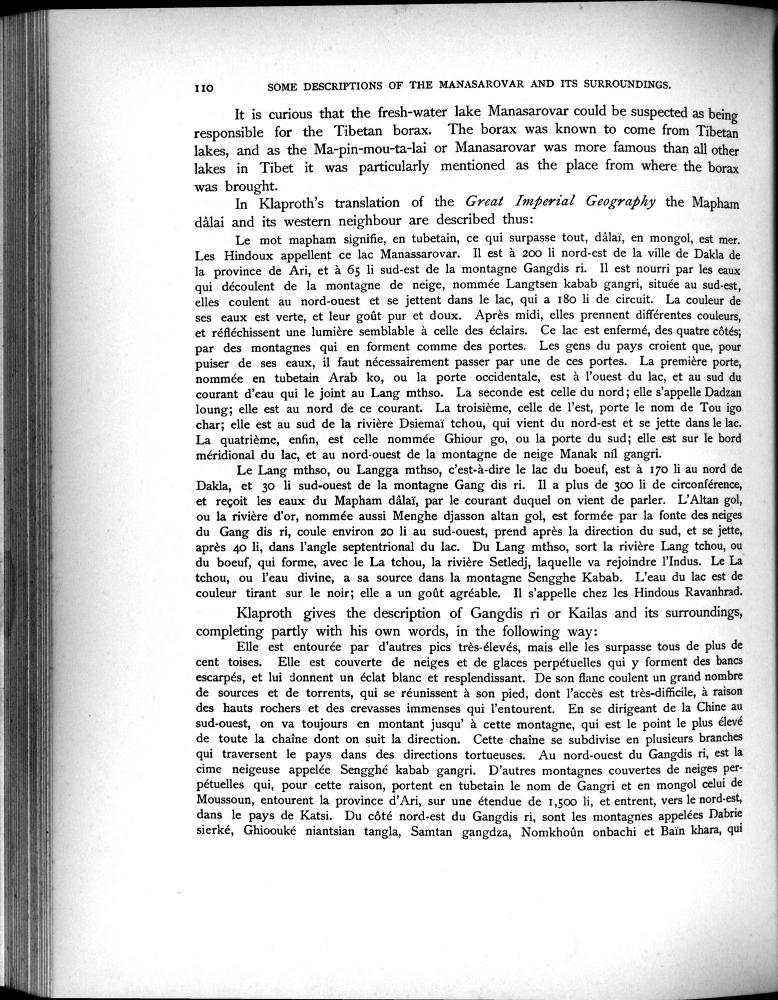 110 SOME DESCRIPTIONS OF THE MANASAROVAR AND ITS SURROUNDINGS.
It is curious that the fresh-water lake Manasarovar could be suspected as being
responsible for the Tibetan borax. The borax was known to come from Tibetan
lakes, and as the Ma-pin-mou-ta-lai or Manasarovar was more famous than all other
lakes in Tibet it was particularly mentioned as the place from where the borax
was brought.
In Klaproth's translation of the Great Imperial Geography the Mapham
dâlai and its western neighbour are described thus:
Le mot mapham signifie, en tubetain, ce qui surpasse tout, dâlaï, en mongol, est mer.
Les Hindoux appellent ce lac Manassarovar. Il est à 200 li nord-est de la ville de Dakla de
la province de Ari, et à 65 li sud-est de la montagne Gangdis ri. Il est nourri par les eaux
qui découlent de la montagne de neige, nommée Langtsen kabab gangri, située au sud-est,
elles coulent au nord-ouest et se jettent dans le lac, qui a 180 li de circuit. La couleur de
ses eaux est verte, et leur goût pur et doux. Après midi, elles prennent différentes couleurs,
et réfléchissent une lumière semblable à celle des éclairs. Ce lac est enfermé, des quatre côtés;
par des montagnes qui en forment comme des portes. Les gens du pays croient que, pour
puiser de ses eaux, il faut nécessairement passer par une de ces portes. La première porte,
nommée en tubetain Arab ko, ou la porte occidentale, est à l'ouest du lac, et au sud du
courant d'eau qui le joint au Lang mthso. La seconde est celle du nord; elle s'appelle Dadzan
loung; elle est au nord de ce courant. La troisième, celle de l'est, porte le nom de Tou igo
char; elle est au sud de la rivière Dsiemaï tchou, qui vient du nord-est et se jette dans le lac.
La quatrième, enfin, est celle nommée Ghiour go, ou la porte du sud; elle est sur le bord
méridional du lac, et au nord-ouest de la montagne de neige Manak níl gangri.
Le Lang mthso, ou Langga mthso, c'est-à-dire le lac du boeuf, est à 170 li au nord de
Dakla, et 30 li sud-ouest de la montagne Gang dis ri. Il a plus de 300 li de circonférence,
et reçoit les eaux du Mapham dâlaï, par le courant duquel on vient de parler. L'Altan gol,
ou la rivière d'or, nommée aussi Menghe djasson altan gol, est formée par la fonte des neiges
du Gang dis ri, coule environ 20 li au sud-ouest, prend après la direction du sud, et se jette,
après 40 li, dans l'angle septentrional du lac. Du Lang mthso, sort la rivière Lang tchou, ou
du boeuf, qui forme, avec le La tchou, la rivière Setledj, laquelle va rejoindre l'Indus. Le La
tchou, ou l'eau divine, a sa source dans la montagne Sengghe Kabab. L'eau du lac est de
couleur tirant sur le noir; elle a un goût agréable. Il s'appelle chez les Hindous Ravanhrad.
Klaproth gives the description of Gangdis ri or Kailas and its surroundings,
completing partly with his own words, in the following way:
Elle est entourée par d'autres pics très-élevés, mais elle les surpasse tous de plus de
cent toises. Elle est couverte de neiges et de glaces perpétuelles qui y forment des bancs
escarpés, et lui donnent un éclat blanc et resplendissant. De son flanc coulent un grand nombre
de sources et de torrents, qui se réunissent à son pied, dont l'accès est très-difficile, à raison
des hauts rochers et des crevasses immenses qui l'entourent. En se dirigeant de la Chine au
sud-ouest, on va toujours en montant jusqu' à cette montagne, qui est le point le plus élevé
de toute la chaîne dont on suit la direction. Cette chaîne se subdivise en plusieurs branches
qui traversent le pays dans des directions tortueuses. Au nord-ouest du Gangdis ri, est la
cime neigeuse appelée Sengghé kabab gangri. D'autres montagnes couvertes de neiges per-
pétuelles qui, pour cette raison, portent en tubetain le nom de Gangri et en mongol celui de
Moussoun, entourent la province d'Ari, sur une étendue de 1,500 li, et entrent, vers le nord-est,
dans le pays de Katsi. Du côté nord-est du Gangdis ri, sont les montagnes appelées Dabrie
sierké, Ghioouké niantsian tangla, Samtan gangdza, Nomkhoûn onbachi et Baïn khara, qui